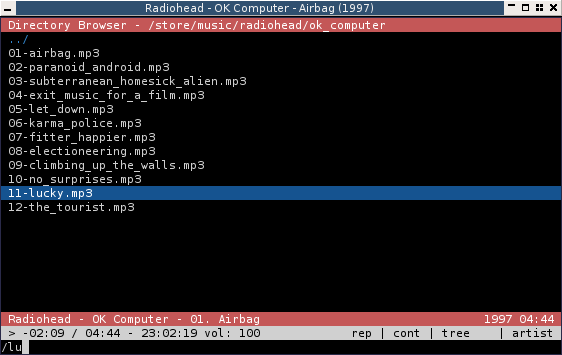 Radiohead - OK Computer - Airbag (1997)
Directory Browser - /store/music/radiohead/ok_computer
../
01-airbag.mp3
02-paranoid_android.mp3
03-subterranean_homesick_alien.mp3
04-exit_music_for_a_film.mp3
05-let_down.mp3
06-karma_police.mp3
07-fitter_happier.mp3
08-electioneering.mp3
09-climbing_up_the_walls.mp3
10-no_surprises.mp3
11-lucky.mp3
12-the_tourist.mp3
Radiohead - OK Computer - 01. Airbag 1997 04:44
> -02:09 / 04:44 - 23:02:19 vol: 100 rep | cont | tree | artist
/lu